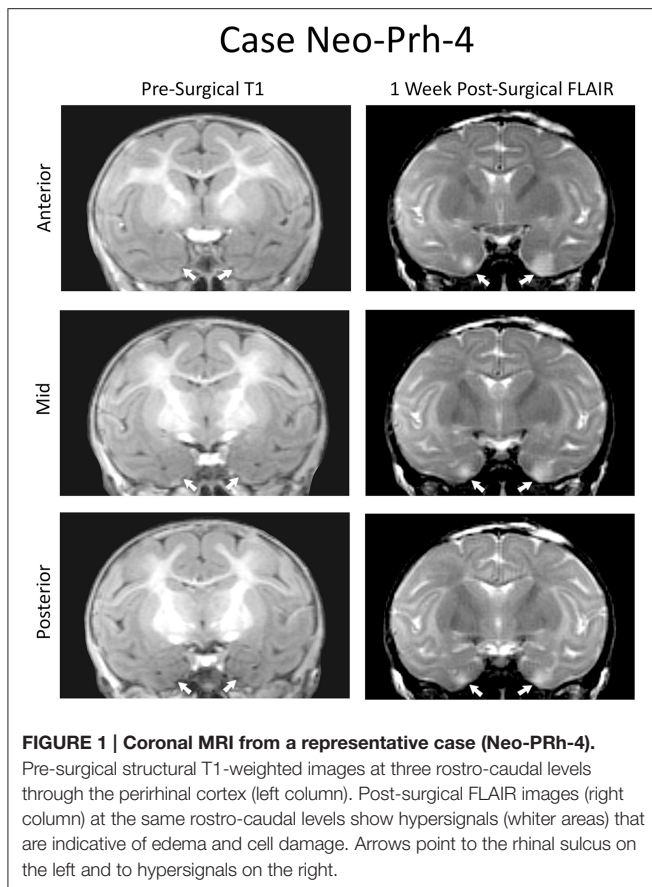 Case Neo-Prh-4
Pre-Surgical T1
1 Week Post-Surgical FLAIR
Anterior
Mid
Posterior
FIGURE 1 | Coronal MRI from a representative case (Neo-PRh-4).
Pre-surgical structural T1-weighted images at three rostro-caudal levels
through the perirhinal cortex (left column). Post-surgical FLAIR images (right
column) at the same rostro-caudal levels show hypersignals (whiter areas) that
are indicative of edema and cell damage. Arrows point to the rhinal sulcus on
the left and to hypersignals on the right.